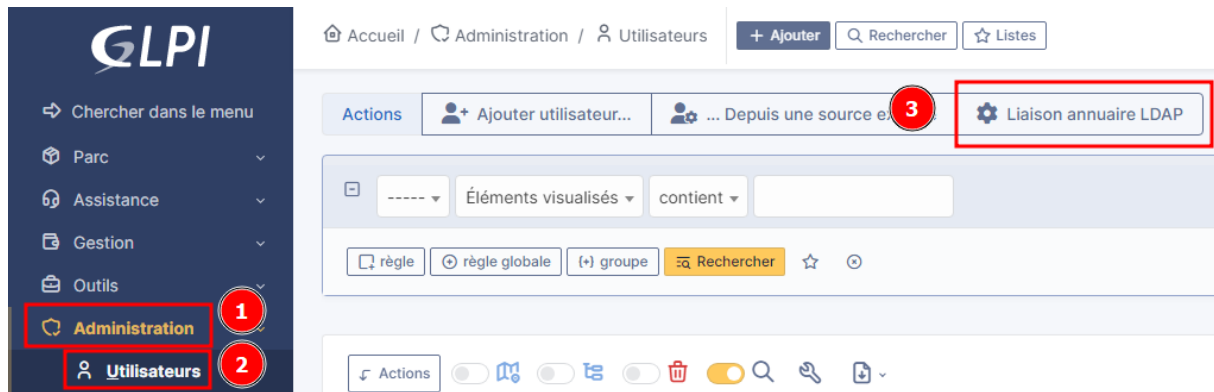 GLPI
Accueil / Administration / Utilisateurs
+ Ajouter
Rechercher
Listes
Chercher dans le menu
Parc
Assistance
Gestion
Outils
Administration
1
Utilisateurs
2
Actions
Ajouter utilisateur...
... Depuis une source
3
Liaison annuaire LDAP
-----
Éléments visualisés
contient
règle
règle globale
(+) groupe
Rechercher
Actions